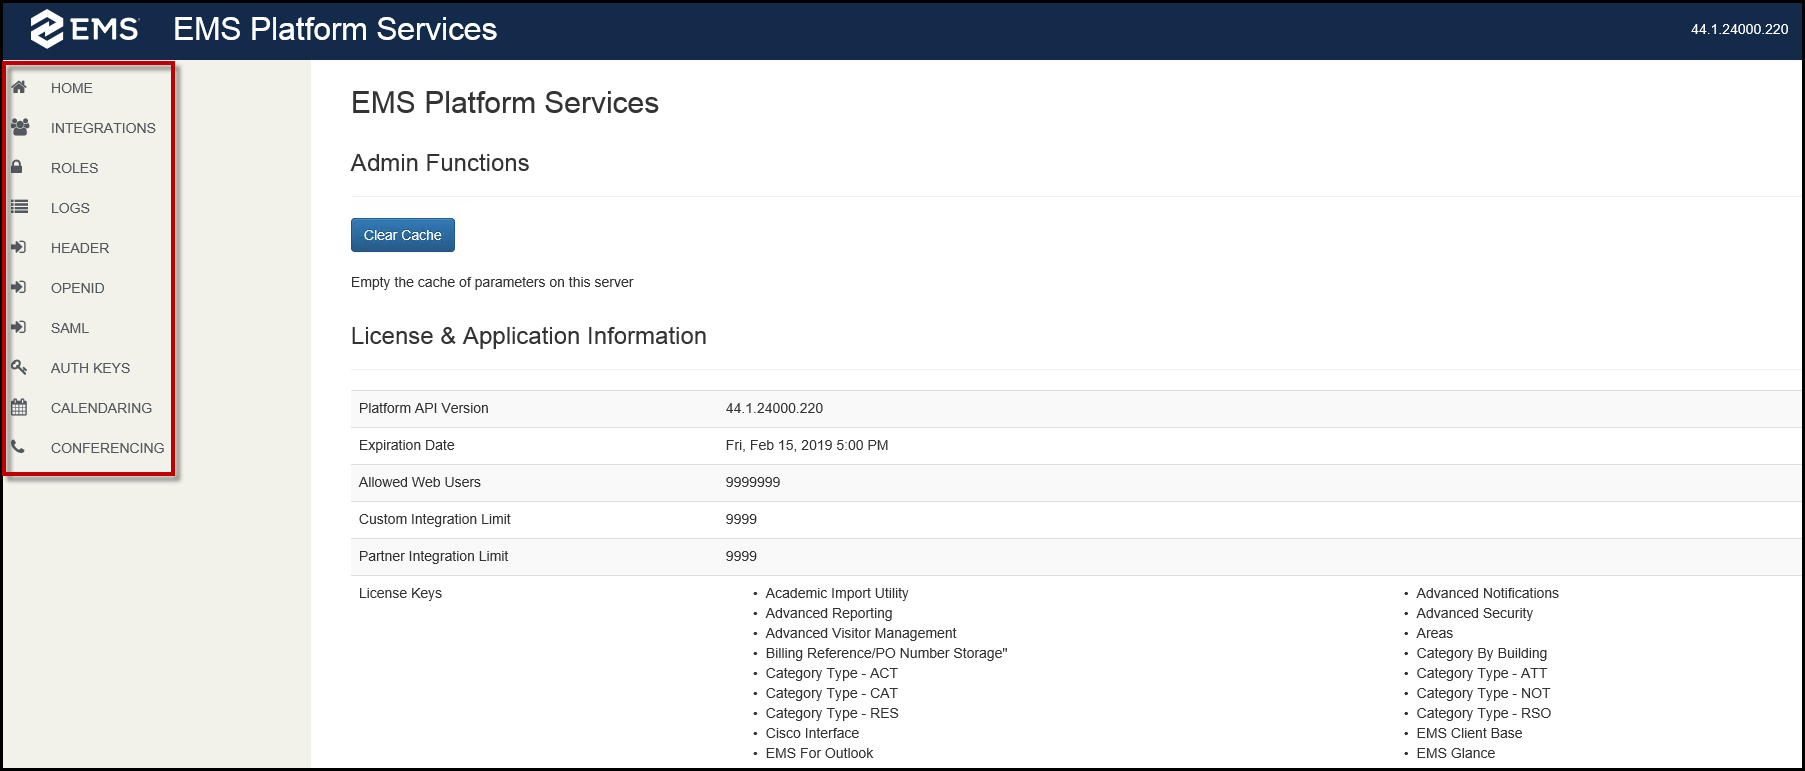 EMS EMS Platform Services 44.1.24000.220
HOME
INTEGRATIONS
ROLES
LOGS
HEADER
OPENID
SAML
AUTH KEYS
CALENDARING
CONFERENCING
EMS Platform Services
Admin Functions
Clear Cache
Empty the cache of parameters on this server
License & Application Information
Platform API Version 44.1.24000.220
Expiration Date Fri, Feb 15, 2019 5:00 PM
Allowed Web Users 9999999
Custom Integration Limit 9999
Partner Integration Limit 9999
License Keys • Academic Import Utility • Advanced Notifications
• Advanced Reporting • Advanced Security
• Advanced Visitor Management • Areas
• Billing Reference/PO Number Storage" • Category By Building
• Category Type - ACT • Category Type - ATT
• Category Type - CAT • Category Type - NOT
• Category Type - RES • Category Type - RSO
• Cisco Interface • EMS Client Base
• EMS For Outlook • EMS Glance